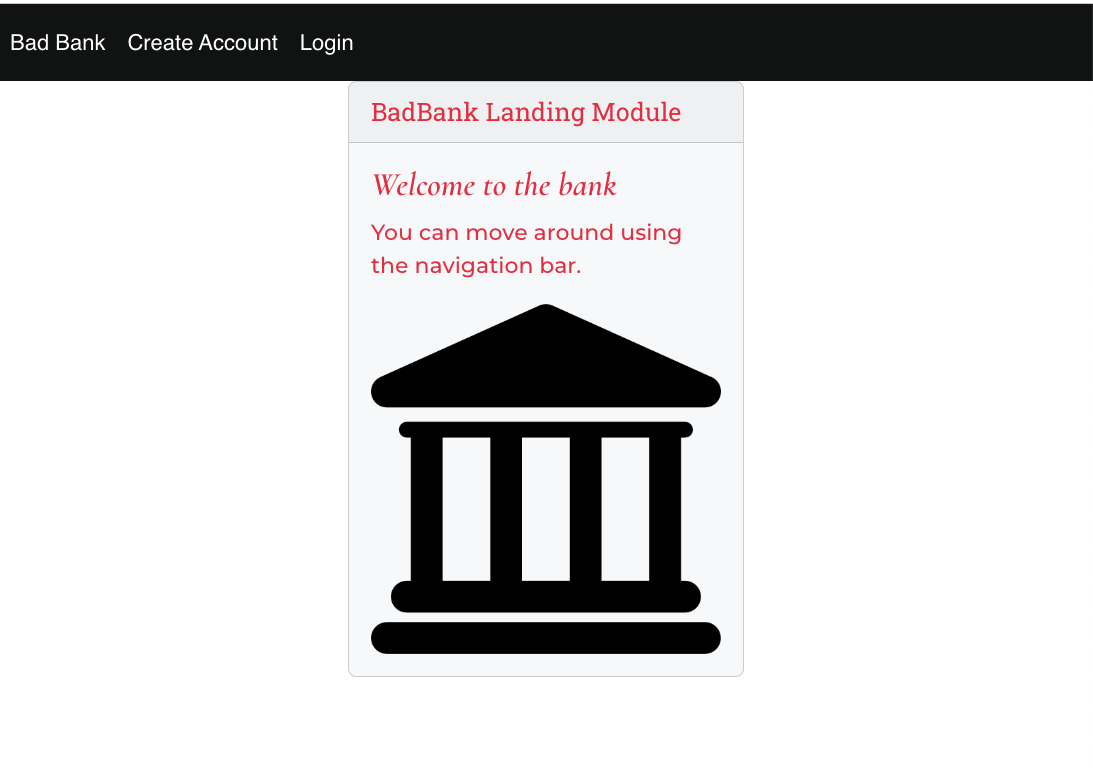 Bad Bank Create Account Login
BadBank Landing Module
Welcome to the bank
You can move around using
the navigation bar.